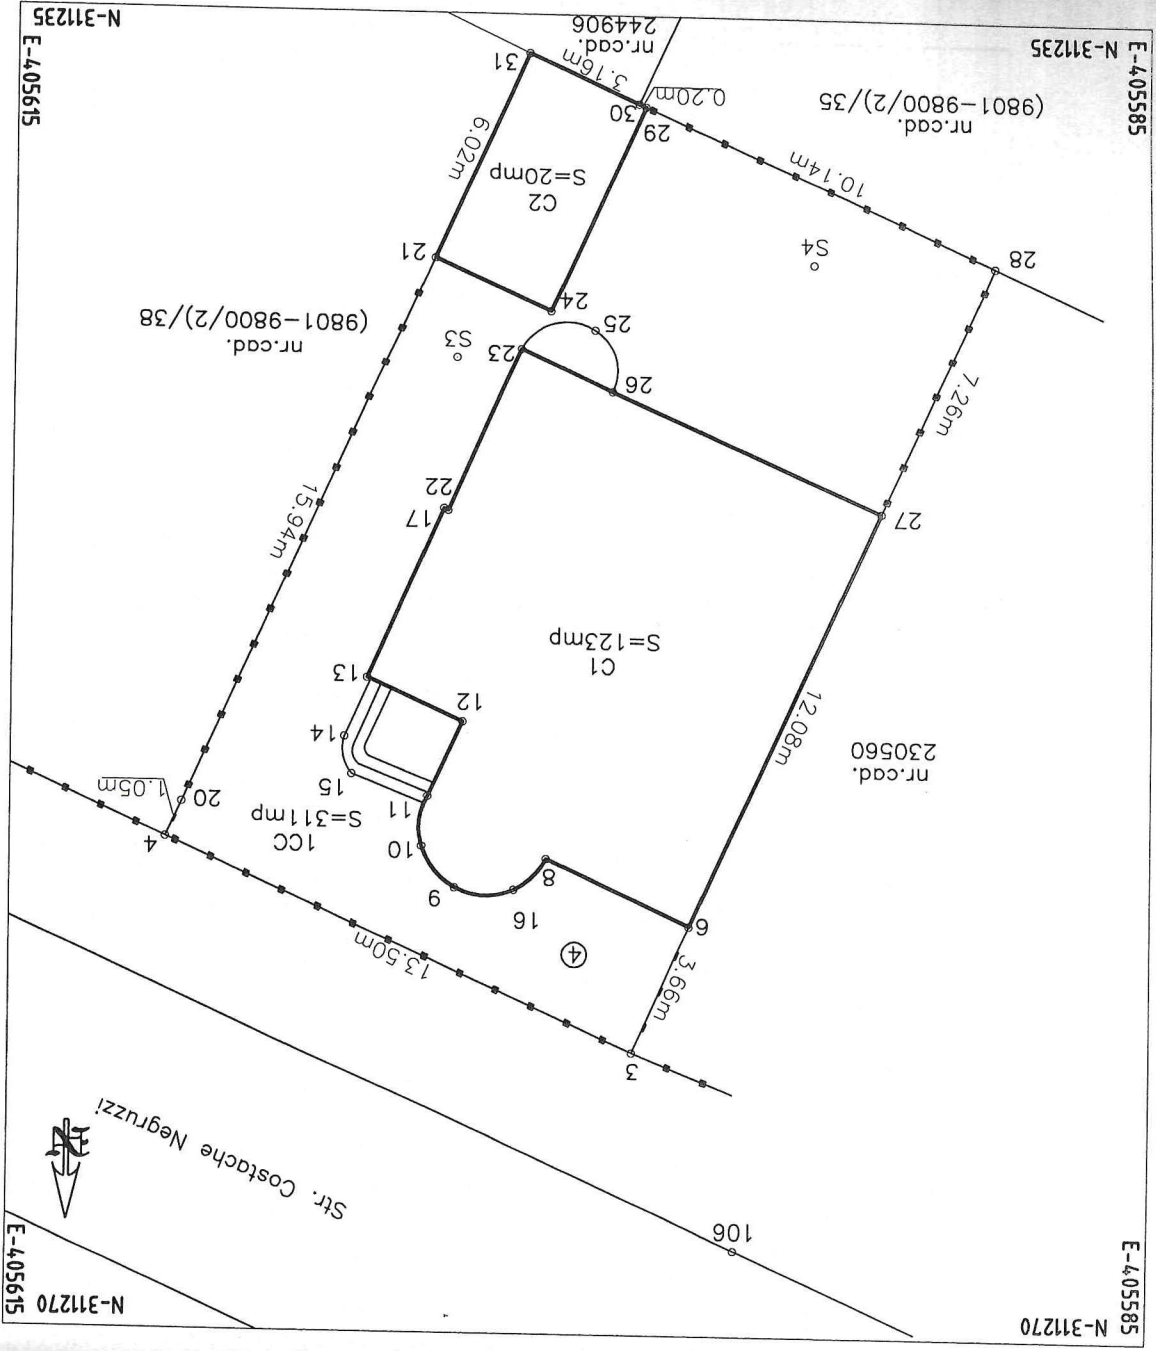 E-405585
N-311270
N-311270
E-405615
106
Str. Costache Negruzzi
N
3
3.66m
4
13.50m
6
16
9
8
10
4
1.05m
20
1CC
S=311mp
11
15
14
12
13
nr.cad.
230560
12.08m
C1
S=123mp
17
22
15.94m
27
7.26m
26
23
25
S3
nr.cad.
(9801-9800/2)/38
24
21
28
S4
10.14m
C2
S=20mp
6.02m
29
30
0.20m
3.16m
31
nr.cad.
(9801-9800/2)/35
nr.cad.
244906
E-405585
N-311235
N-311235
E-405615